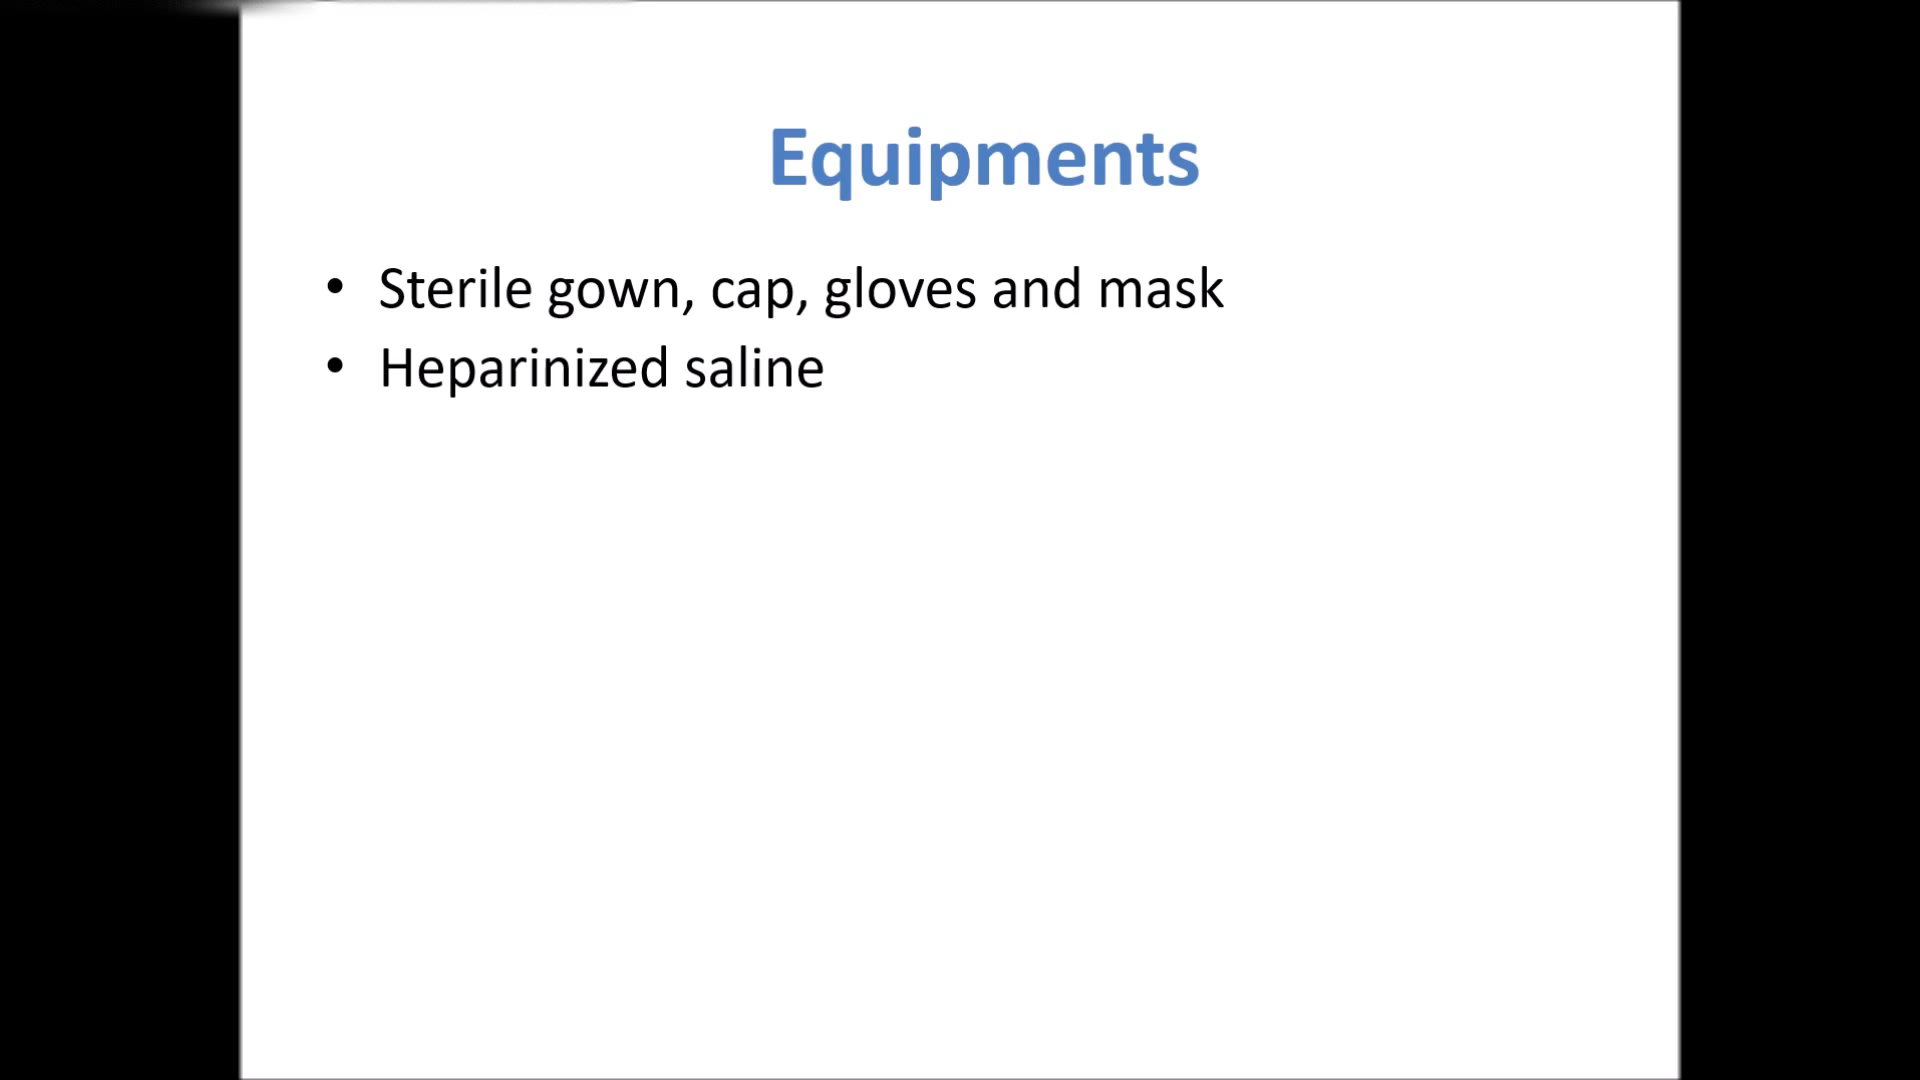 Equipments
• Sterile gown, cap, gloves and mask
• Heparinized saline